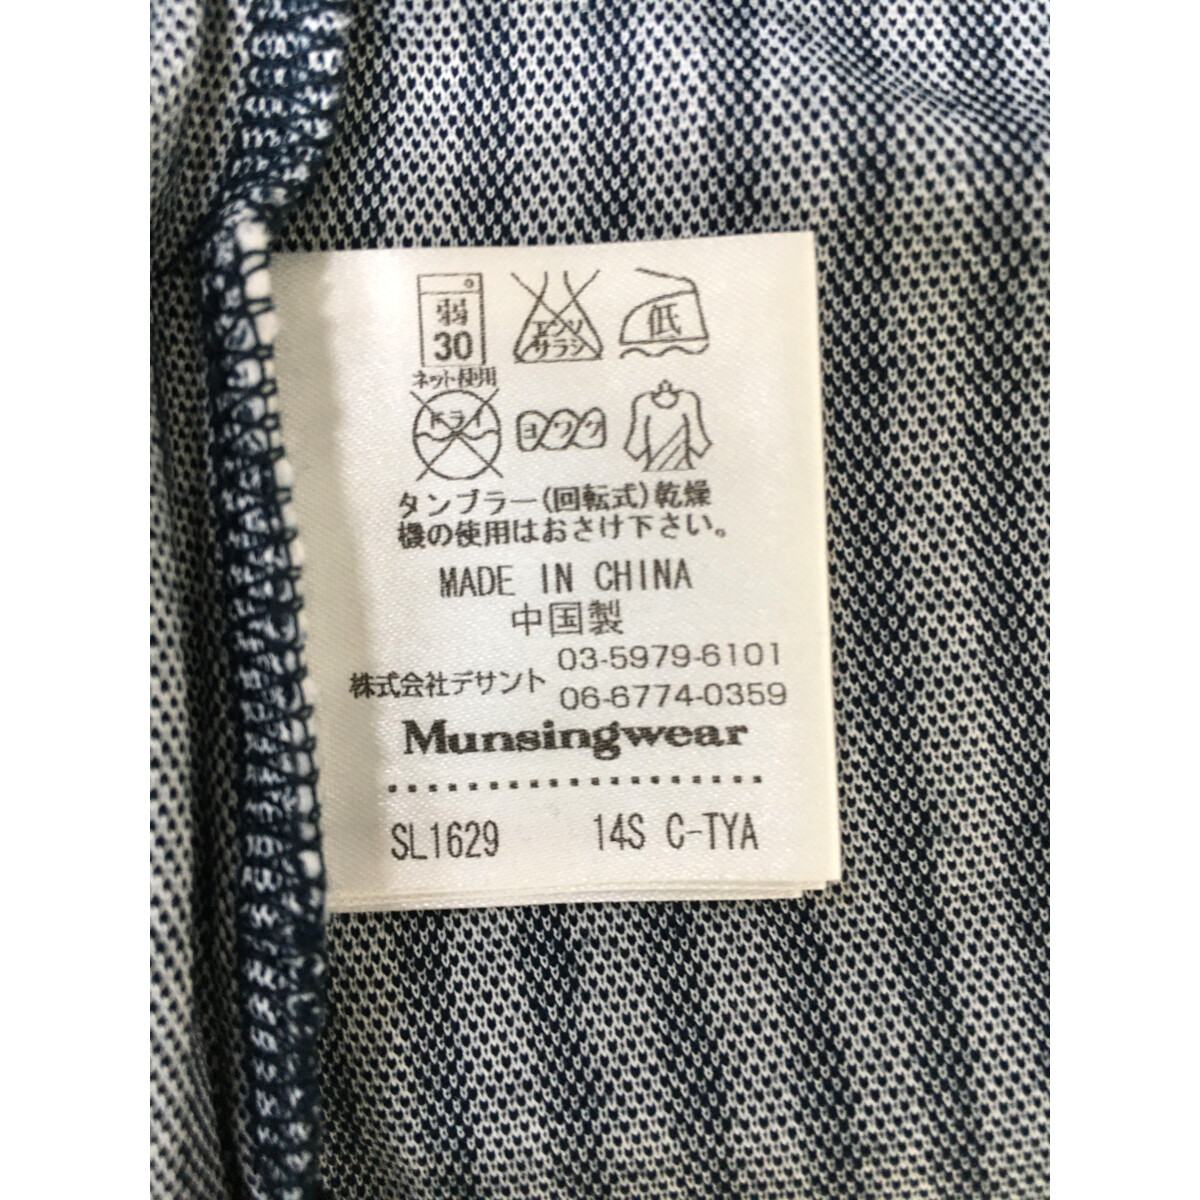 弱
30
ネット使用
エンソ
サラシ
低
ドライ
ヨワク
タンブラー(回転式)乾燥
機の使用はおさけ下さい。
MADE IN CHINA
中国製
株式会社デサント
03-5979-6101
06-6774-0359
Munsingwear
SL1629 14S C-TYA